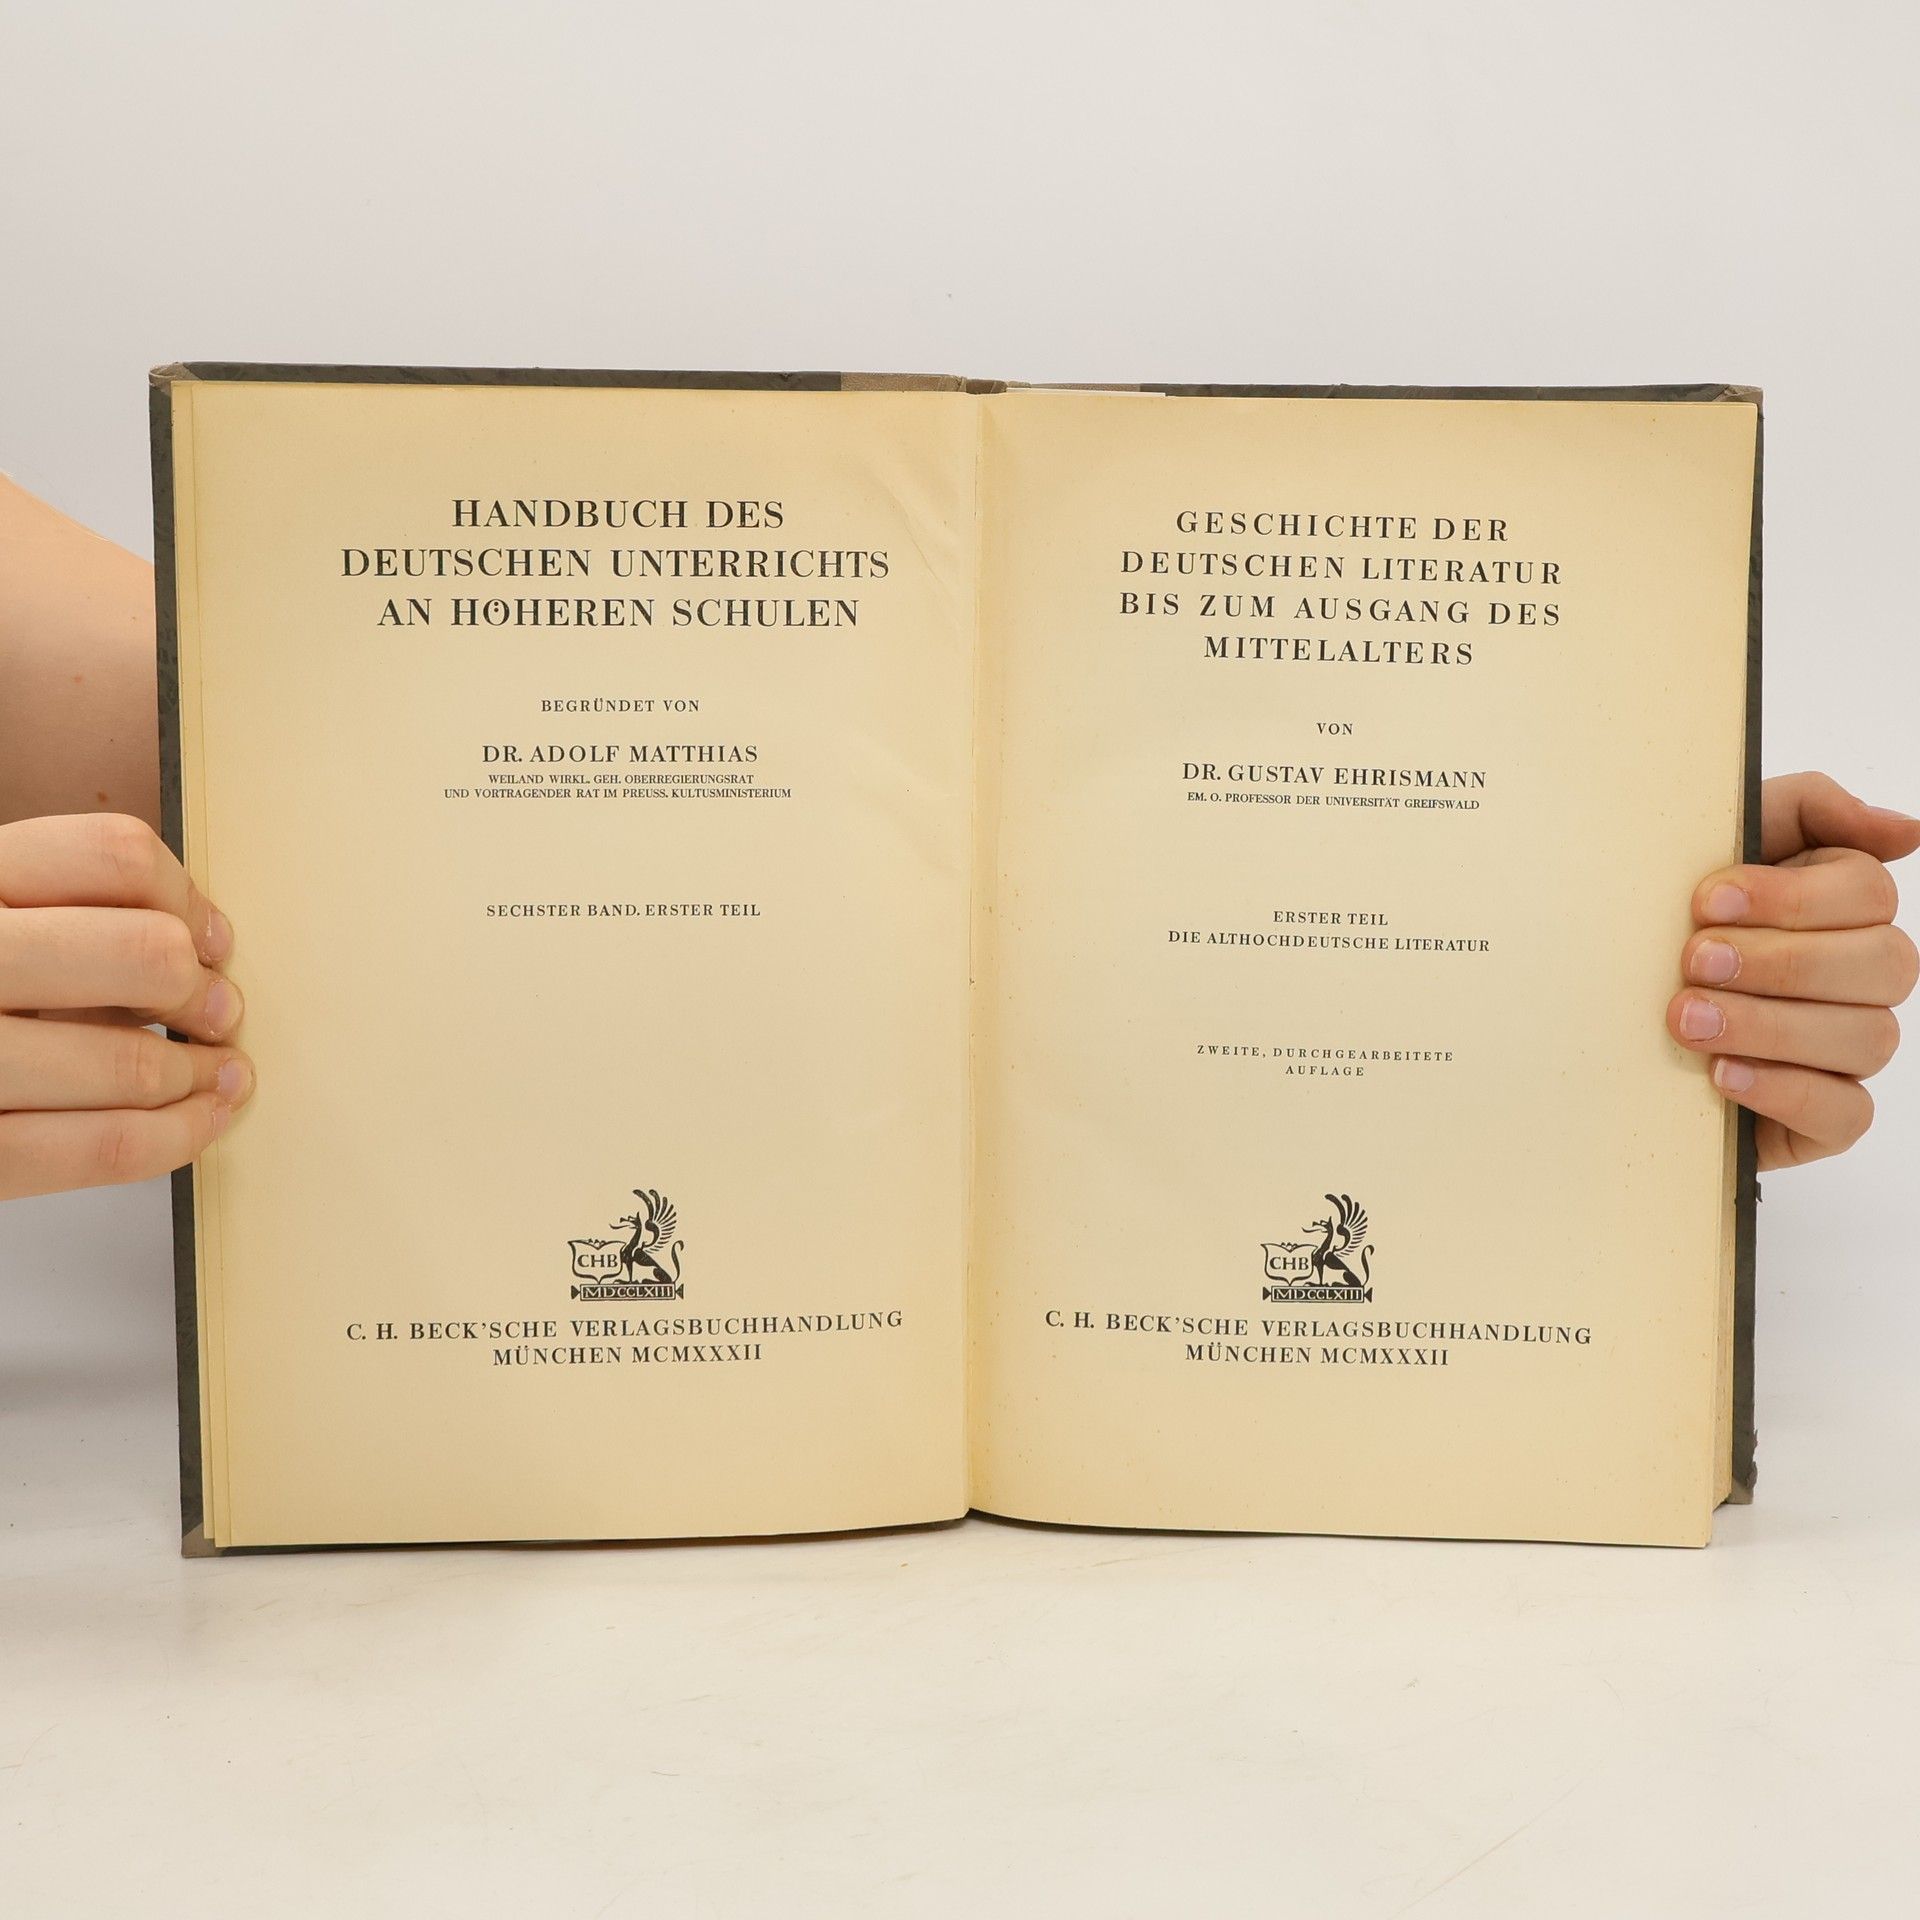 HANDBUCH DES
DEUTSCHEN UNTERRICHTS
AN HÖHEREN SCHULEN
BEGRÜNDET VON
DR. ADOLF MATTHIAS
WEILAND WIRKL. GEH. OBERREGIERUNGSRAT
UND VORTRAGENDER RAT IM PREUSS. KULTUSMINISTERIUM
SECHSTER BAND. ERSTER TEIL
CHB
MDCCLXIII
C. H. BECK'SCHE VERLAGSBUCHHANDLUNG
MÜNCHEN MCMXXXII
GESCHICHTE DER
DEUTSCHEN LITERATUR
BIS ZUM AUSGANG DES
MITTELALTERS
VON
DR. GUSTAV EHRISMANN
EM. O. PROFESSOR DER UNIVERSITÄT GREIFSWALD
ERSTER TEIL
DIE ALTHOCHDEUTSCHE LITERATUR
ZWEITE, DURCHGEARBEITETE
AUFLAGE
CHB
MDCCLXIII
C. H. BECK'SCHE VERLAGSBUCHHANDLUNG
MÜNCHEN MCMXXXII